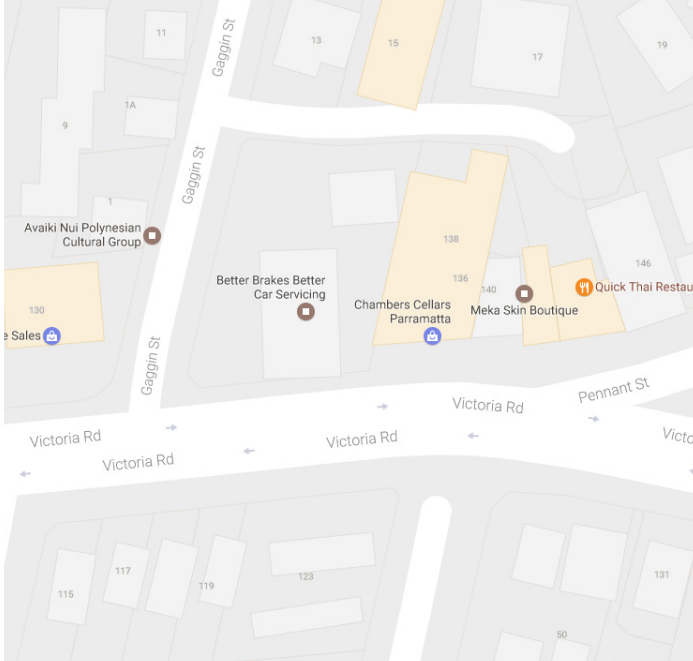 Gaggin St
11
13
15
17
19
1A
9
Gaggin St
1
Avaiki Nui Polynesian
Cultural Group
138
146
Better Brakes Better
Car Servicing
136
140
Quick Thai Restau
130
Chambers Cellars
Parramatta
Meka Skin Boutique
e Sales
Gaggin St
Pennant St
Victoria Rd
Victoria Rd
Victoria Rd
Victo
Victoria Rd
115
117
119
123
131
50